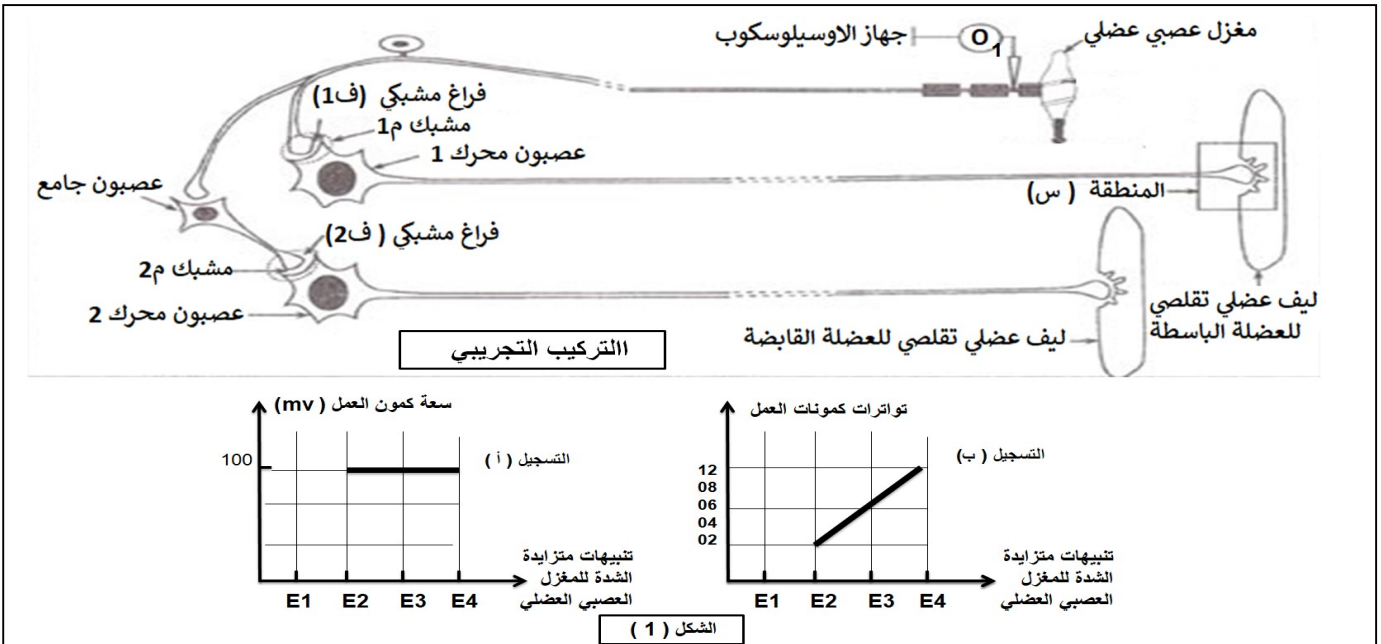 مغزل عصبي عضلي
جهاز الاوسيلوسكوب
O1
فراغ مشبكي (ف1)
مشبك م1
عصبون محرك 1
عصبون جامع
المنطقة ( س)
فراغ مشبكي ( ف2)
مشبك م2
عصبون محرك 2
ليف عضلي تقلصي
للعضلة الباسطة
ليف عضلي تقلصي للعضلة القابضة
االتركيب التجريبي
سعة كمون العمل ( mv)
التسجيل ( أ )
100
تنبيهات متزايدة
الشدة للمغزل
العصبي العضلي
E1 E2 E3 E4
تواترات كمونات العمل
التسجيل ( ب)
12
08
06
04
02
تنبيهات متزايدة
الشدة للمغزل
العصبي العضلي
E1 E2 E3 E4
الشكل ( 1 )